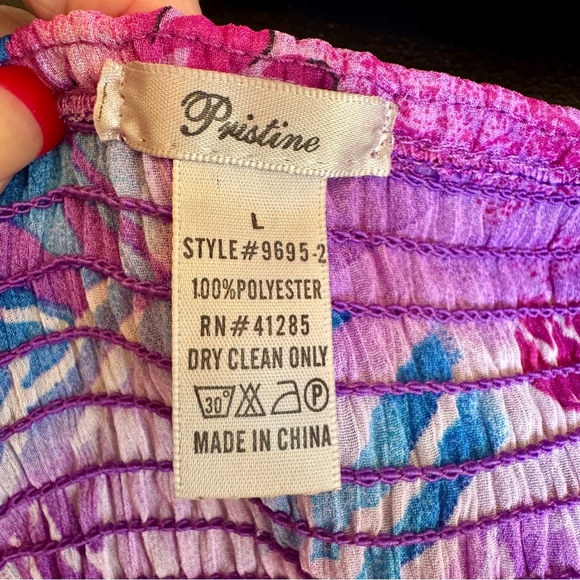 Pristine
L
STYLE#9695-2
100%POLYESTER
RN#41285
DRY CLEAN ONLY
30° P
MADE IN CHINA